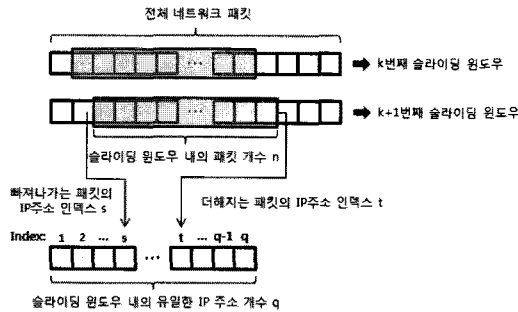 전체 네트워크 패킷
...
k번째 슬라이딩 윈도우
...
k+1번째 슬라이딩 윈도우
슬라이딩 윈도우 내의 패킷 개수 n
빠져나가는 패킷의
IP주소 인덱스 s
더해지는 패킷의 IP주소 인덱스 t
Index: 1 2 ... s t ... q-1 q
...
슬라이딩 윈도우 내의 유일한 IP 주소 개수 q